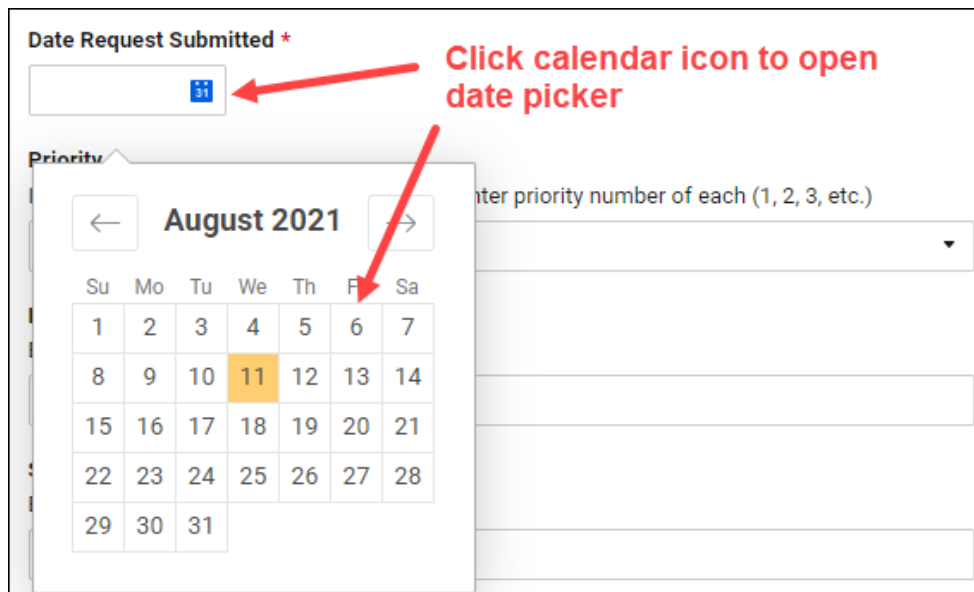 Date Request Submitted *
31
Click calendar icon to open
date picker
Priority
nter priority number of each (1, 2, 3, etc.)
August 2021
Su Mo Tu We Th F Sa
1 2 3 4 5 6 7
8 9 10 11 12 13 14
15 16 17 18 19 20 21
22 23 24 25 26 27 28
29 30 31